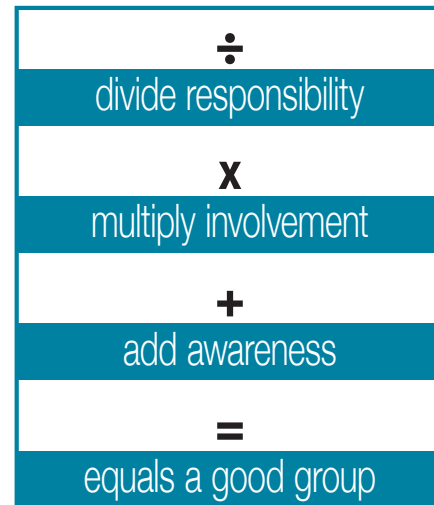 ÷
divide responsibility
x
multiply involvement
+
add awareness
=
equals a good group